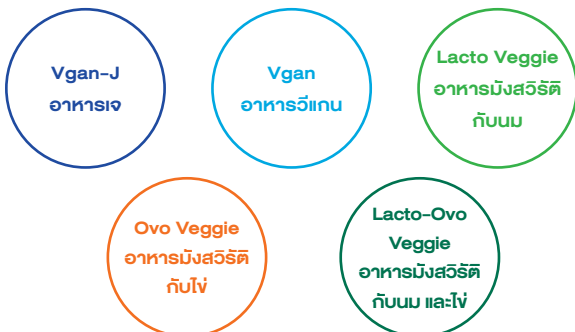 Vgan-J
อาหารเจ
Vgan
อาหารวีแกน
Lacto Veggie
อาหารมังสวิรัติ
กับนม
Ovo Veggie
อาหารมังสวิรัติ
กับไข่
Lacto-Ovo
Veggie
อาหารมังสวิรัติ
กับนม และไข่